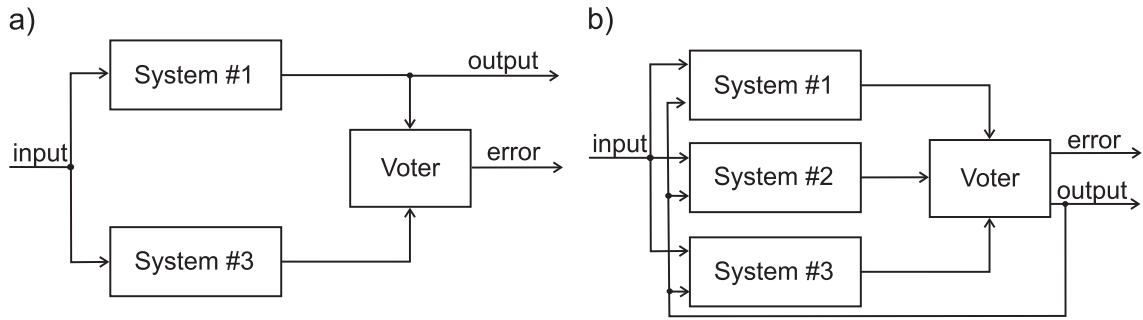 a)
System #1
output
input
Voter
error
System #3
b)
System #1
input
System #2
Voter
error
output
System #3